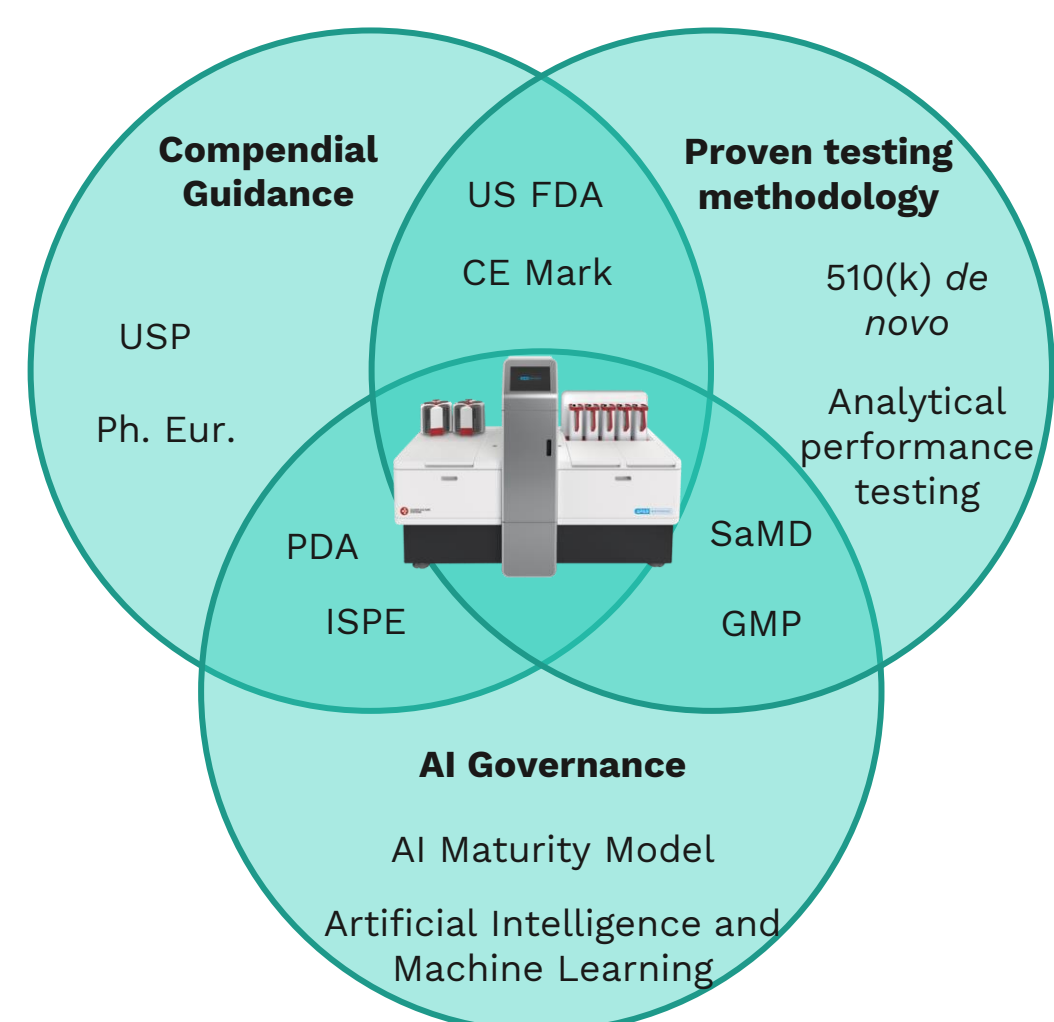 Compendial
Guidance
Proven testing
methodology
US FDA
CE Mark
510(k) de
novo
USP
Ph. Eur.
Analytical
performance
testing
PDA
ISPE
SaMD
GMP
AI Governance
AI Maturity Model
Artificial Intelligence and
Machine Learning